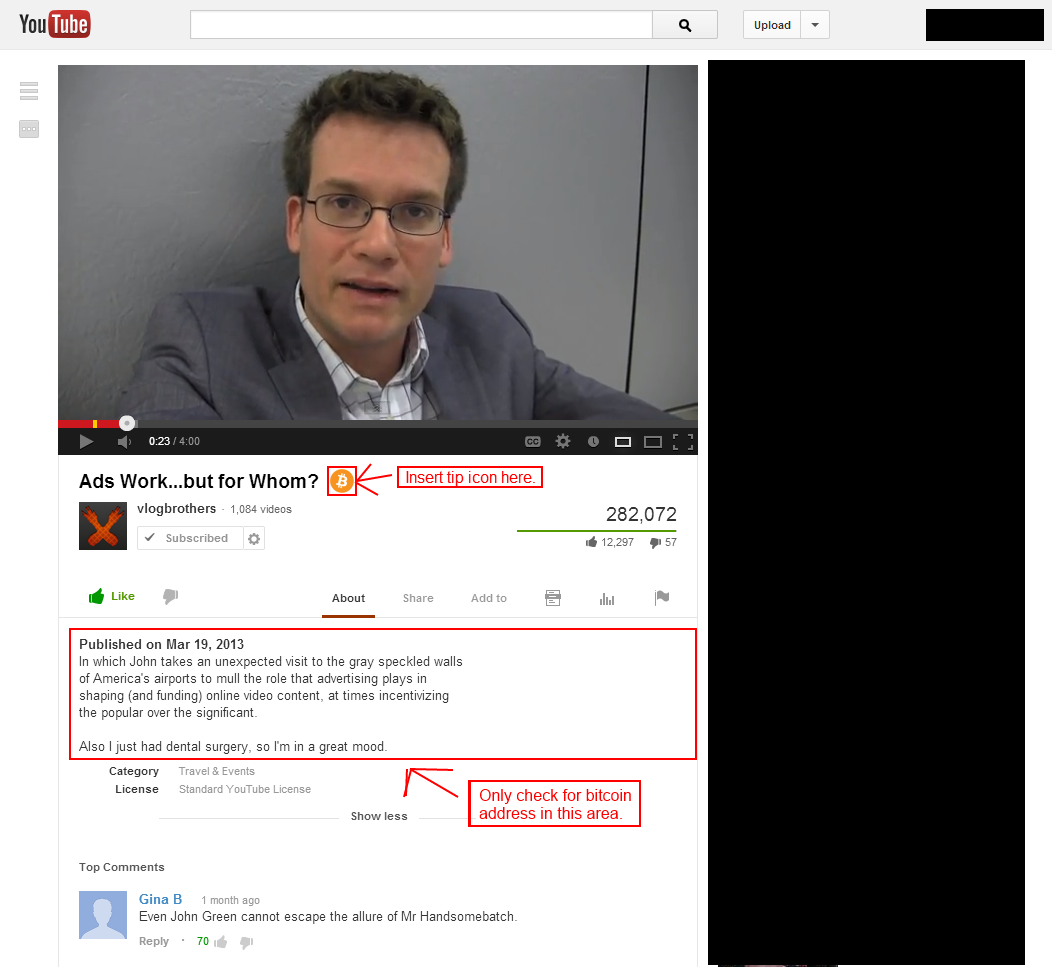 YouTube
Upload
0:23 / 4:00
CC
Ads Work...but for Whom?
Insert tip icon here.
vlogbrothers · 1,084 videos
Subscribed
282,072
12,297 57
Like
About Share Add to
Published on Mar 19, 2013
In which John takes an unexpected visit to the gray speckled walls
of America's airports to mull the role that advertising plays in
shaping (and funding) online video content, at times incentivizing
the popular over the significant.
Also I just had dental surgery, so I'm in a great mood.
Category Travel & Events
License Standard YouTube License
Only check for bitcoin
address in this area.
Show less
Top Comments
Gina B 1 month ago
Even John Green cannot escape the allure of Mr Handsomebatch.
Reply · 70